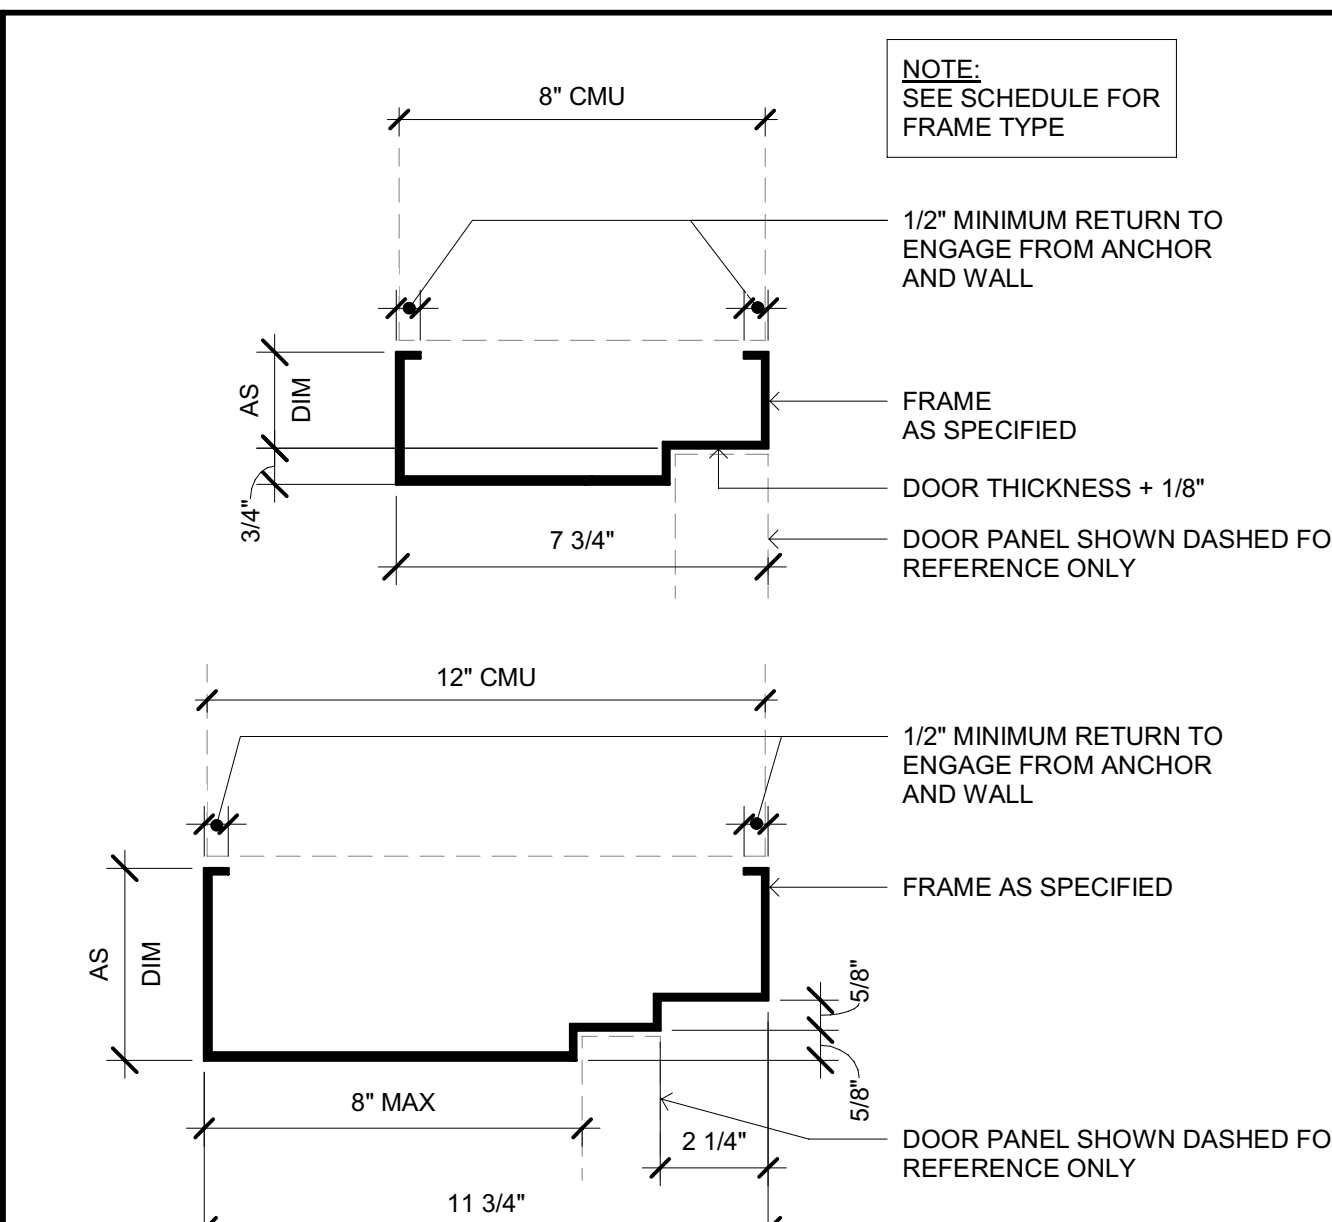 NOTE:
SEE SCHEDULE FOR
FRAME TYPE
8" CMU
1/2" MINIMUM RETURN TO
ENGAGE FROM ANCHOR
AND WALL
AS
DIM
FRAME
AS SPECIFIED
3/4"
DOOR THICKNESS + 1/8"
7 3/4"
DOOR PANEL SHOWN DASHED FO
REFERENCE ONLY
12" CMU
1/2" MINIMUM RETURN TO
ENGAGE FROM ANCHOR
AND WALL
FRAME AS SPECIFIED
AS
DIM
5/8"
5/8"
8" MAX
2 1/4"
DOOR PANEL SHOWN DASHED FO
REFERENCE ONLY
11 3/4"